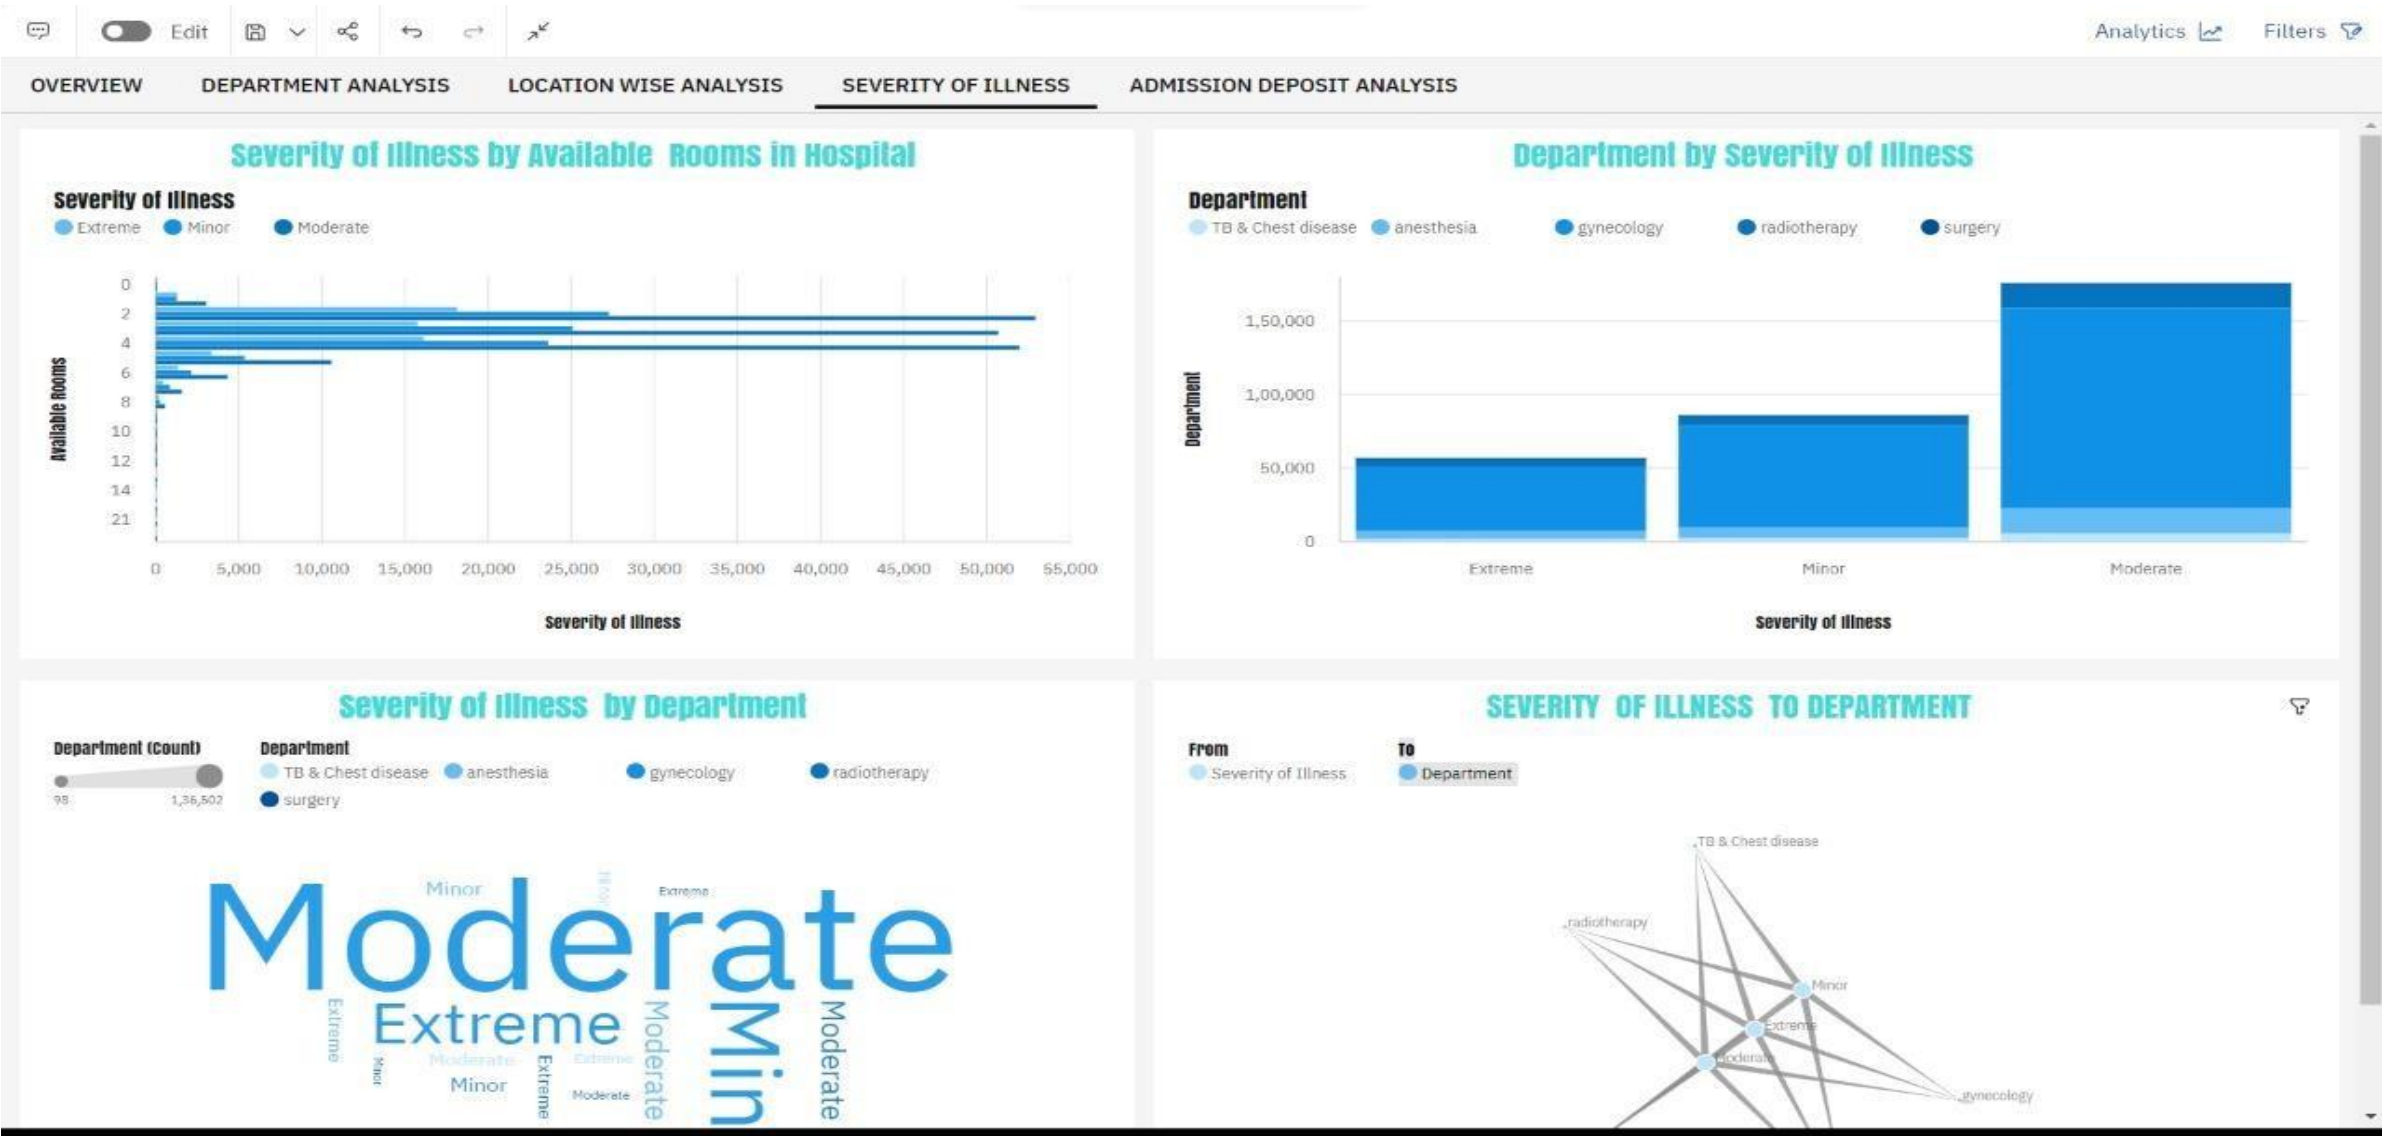 Edit
Analytics
Filters
OVERVIEW
DEPARTMENT ANALYSIS
LOCATION WISE ANALYSIS
SEVERITY OF ILLNESS
ADMISSION DEPOSIT ANALYSIS
Severity of Illness by Available Rooms in Hospital
Severity of Illness
Extreme Minor Moderate
Available Rooms
0
2
4
6
8
10
12
14
21
0 5,000 10,000 15,000 20,000 25,000 30,000 35,000 40,000 45,000 50,000 55,000
Severity of Illness
Department by Severity of Illness
Department
TB & Chest disease anesthesia gynecology radiotherapy surgery
Department
1,50,000
1,00,000
50,000
0
Extreme Minor Moderate
Severity of Illness
Severity of Illness by Department
Department (Count)
98 1,36,502
Department
TB & Chest disease anesthesia gynecology radiotherapy
surgery
Minor
Minor
Extreme
Moderate
Extreme
Extreme
Moderate
Min
Moderate
Minor
Moderate
Extreme
Extreme
Minor
Moderate
SEVERITY OF ILLNESS TO DEPARTMENT
From
Severity of Illness
To
Department
TB & Chest disease
radiotherapy
Minor
Extreme
Moderate
gynecology